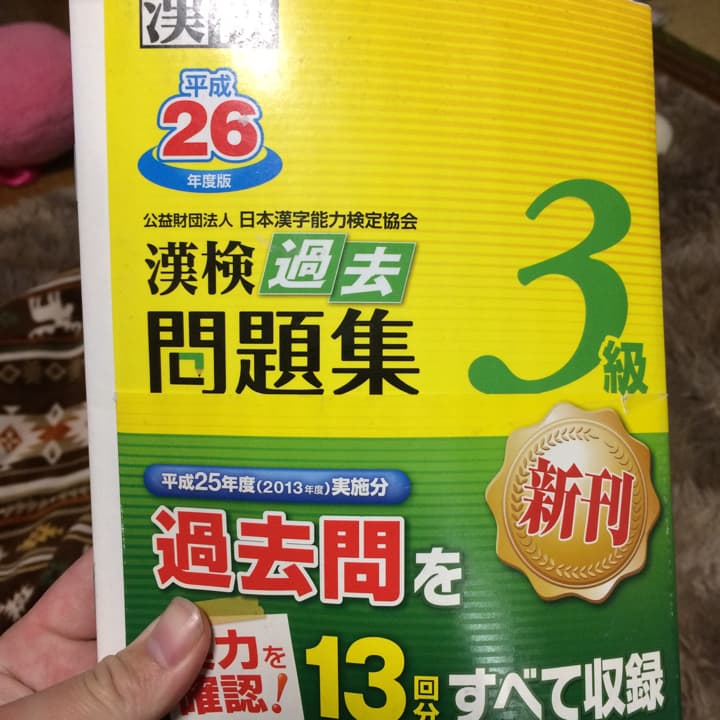 漢
平成
26
年度版
公益財団法人 日本漢字能力検定協会
漢検 過去
問題集
3級
新刊
平成25年度(2013年度)実施分
過去問を
13回分すべて収録
力を
確認!